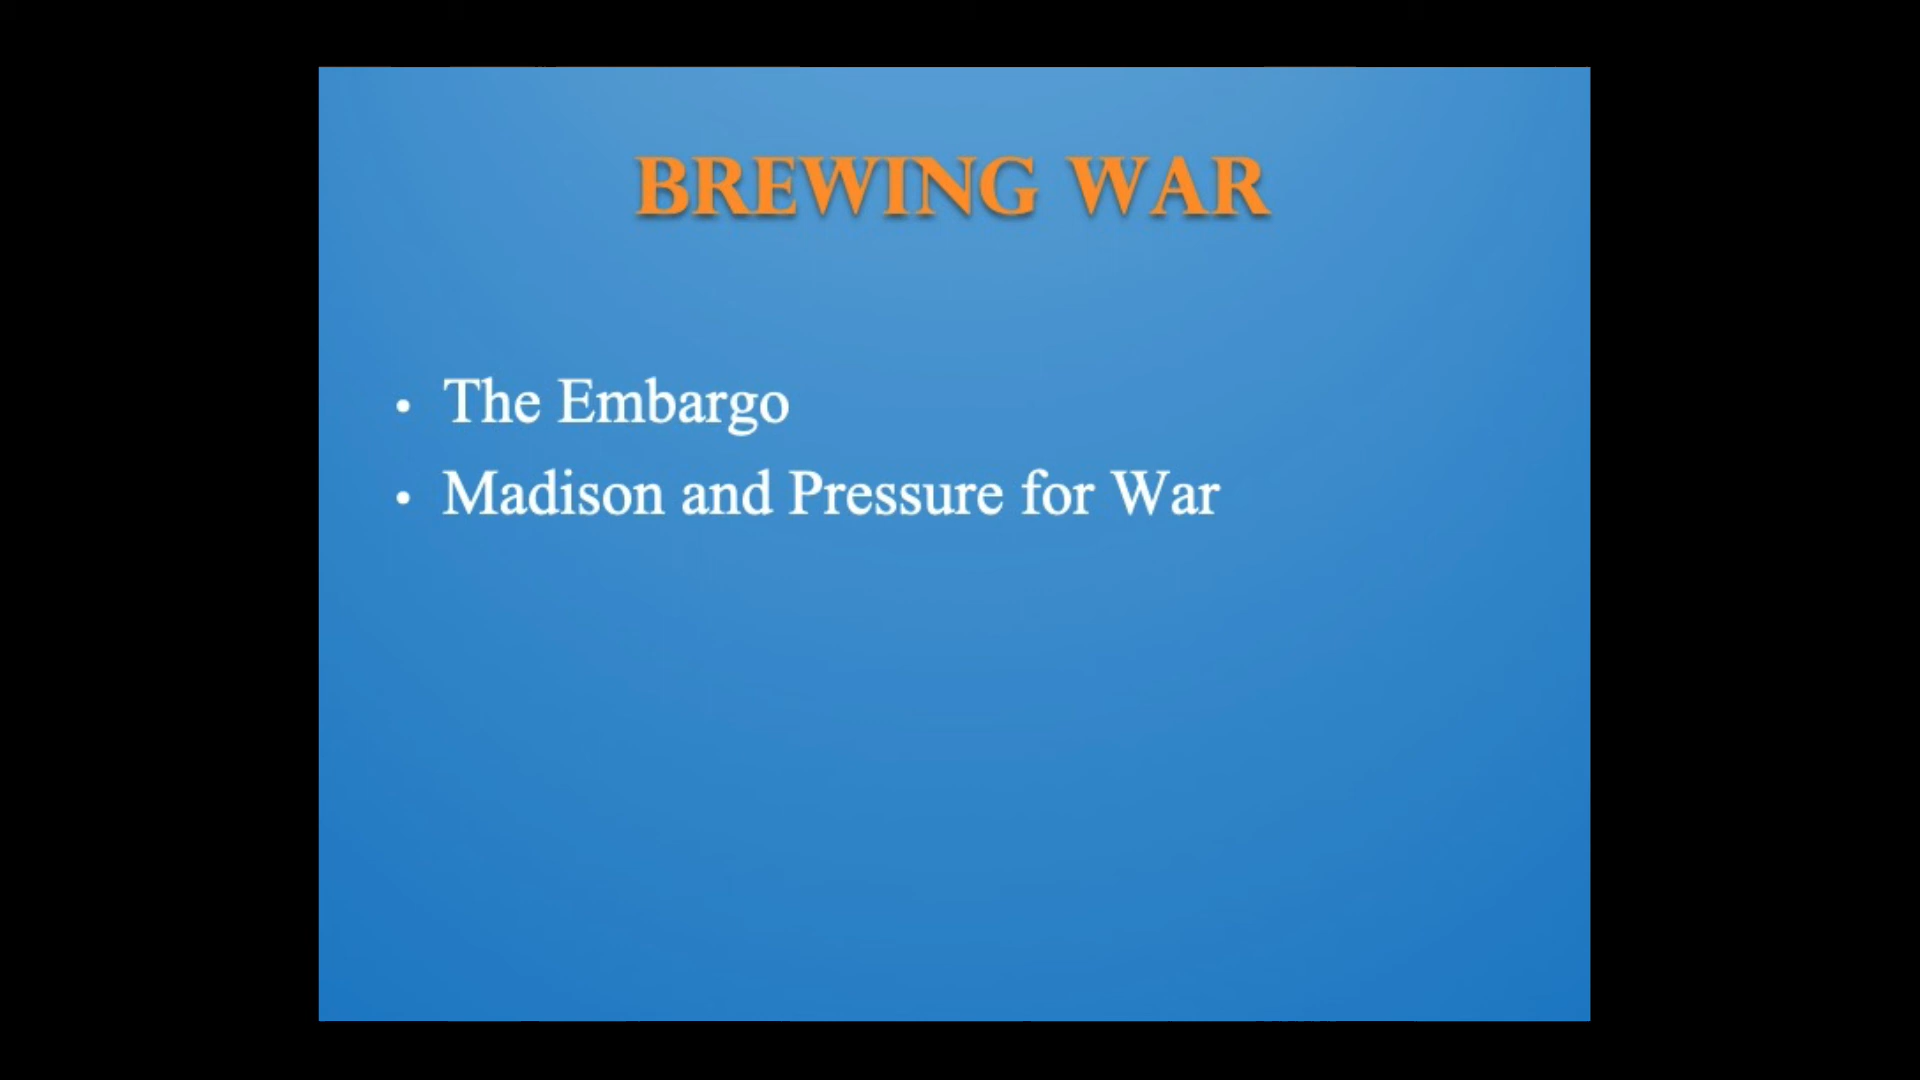 BREWING WAR
• The Embargo
• Madison and Pressure for War